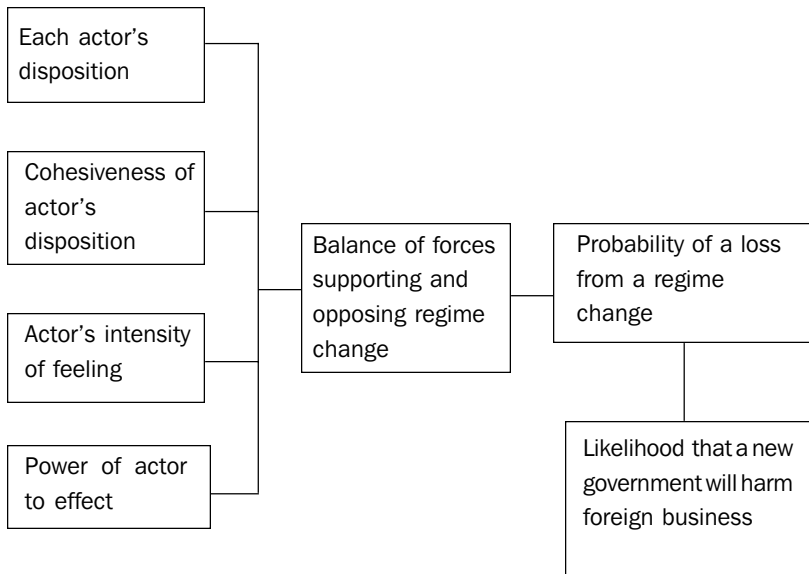 Each actor's
disposition
Cohesiveness of
actor's
disposition
Actor's intensity
of feeling
Power of actor
to effect
Balance of forces
supporting and
opposing regime
change
Probability of a loss
from a regime
change
Likelihood that a new
government will harm
foreign business